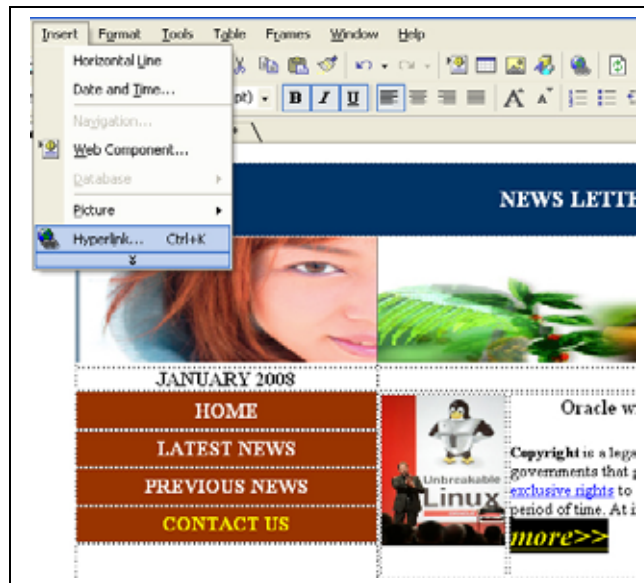 Insert Format Tools Table Frames Window Help
Horizontal Line
Date and Time...
pt) B I U A A
Navigation...
Web Component...
Database
Picture
Hyperlink... Ctrl+K
NEWS LETTE
JANUARY 2008
HOME
LATEST NEWS
PREVIOUS NEWS
CONTACT US
Unbreakable
Linux
Oracle w
Copyright is a lega
governments that g
exclusive rights to
period of time. At i
more>>